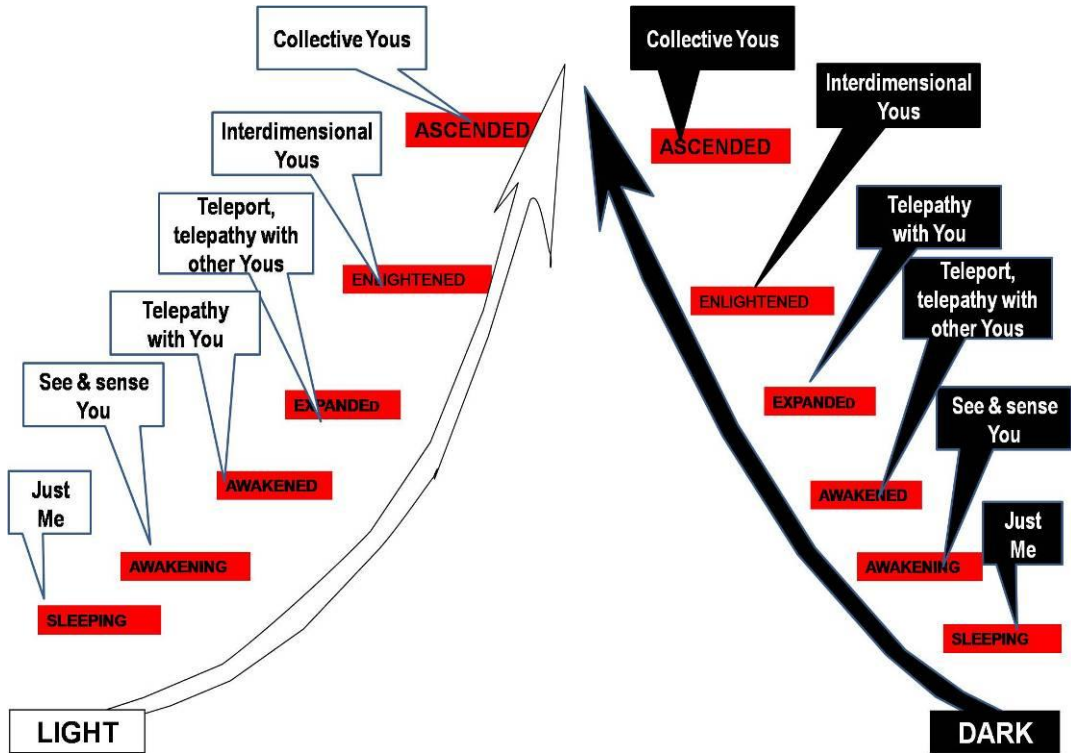 Collective Yous
ASCENDED
Interdimensional
Yous
Teleport,
telepathy with
other Yous
ENLIGHTENED
Telepathy
with You
EXPANDED
See & sense
You
AWAKENED
Just
Me
AWAKENING
SLEEPING
LIGHT
Collective Yous
ASCENDED
Interdimensional
Yous
ENLIGHTENED
Telepathy
with You
Teleport,
telepathy with
other Yous
EXPANDED
See & sense
You
AWAKENED
Just
Me
AWAKENING
SLEEPING
DARK